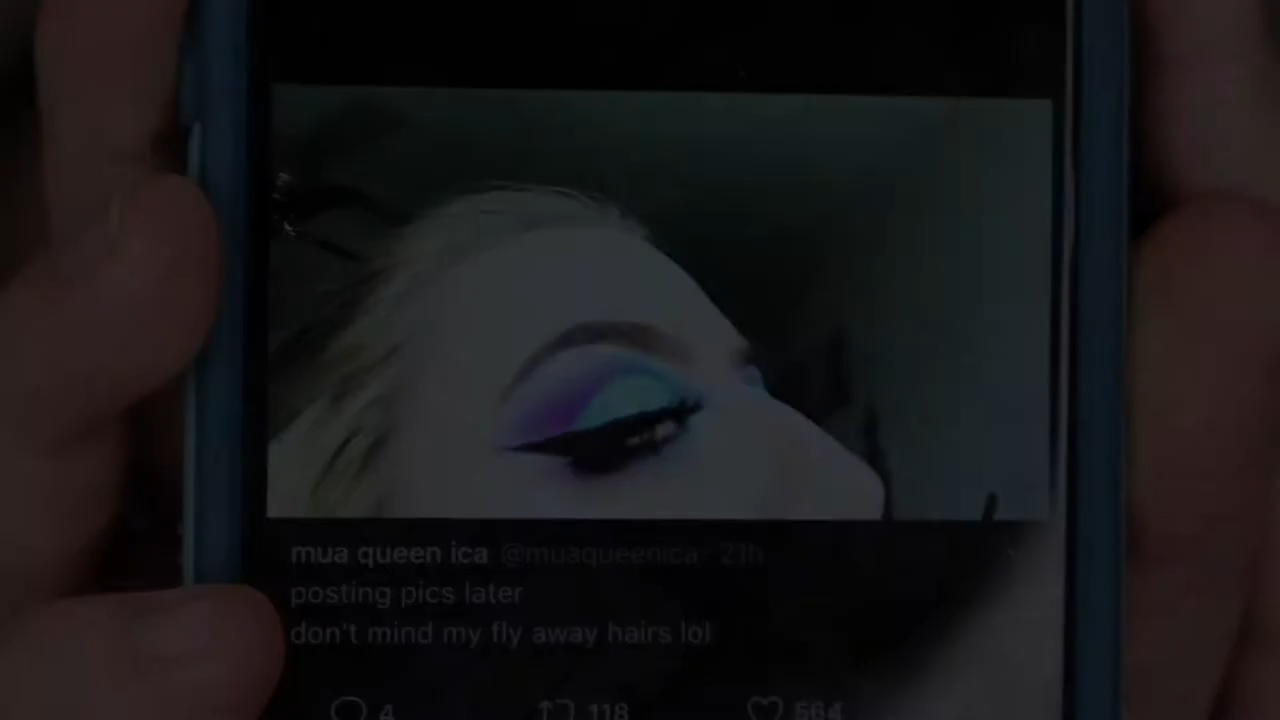 mua queen ica @muaqueenica · 21h
posting pics later
don't mind my fly away hairs lol
4 118 564